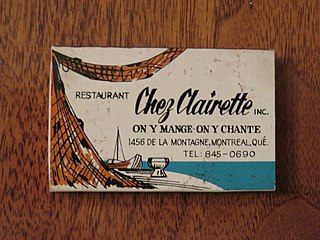 RESTAURANT Chez Clairette INC.
ON Y MANGE-ON Y CHANTE
1456 DE LA MONTAGNE, MONTREAL, QUÉ.
TEL: 845-0690